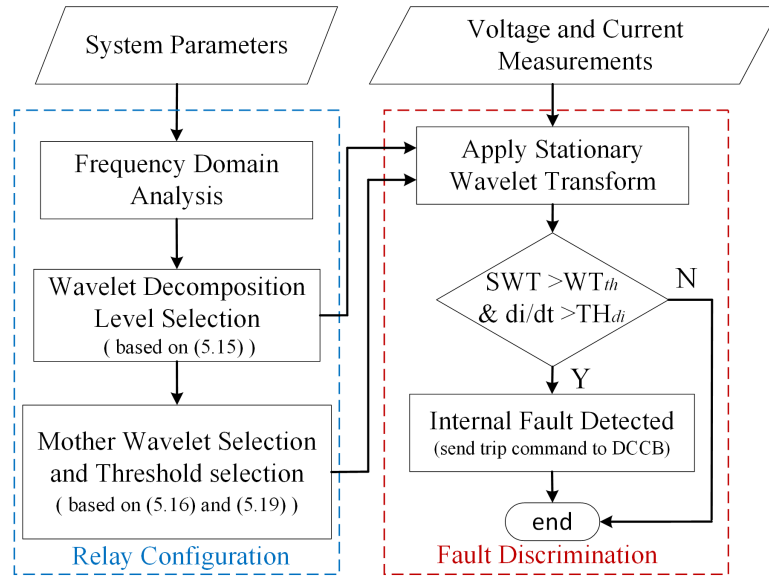 System Parameters
Frequency Domain
Analysis
Wavelet Decomposition
Level Selection
( based on (5.15) )
Mother Wavelet Selection
and Threshold selection
( based on (5.16) and (5.19) )
Relay Configuration
Voltage and Current
Measurements
Apply Stationary
Wavelet Transform
SWT >WTth
& di/dt >THdi
N
Y
Internal Fault Detected
(send trip command to DCCB)
end
Fault Discrimination